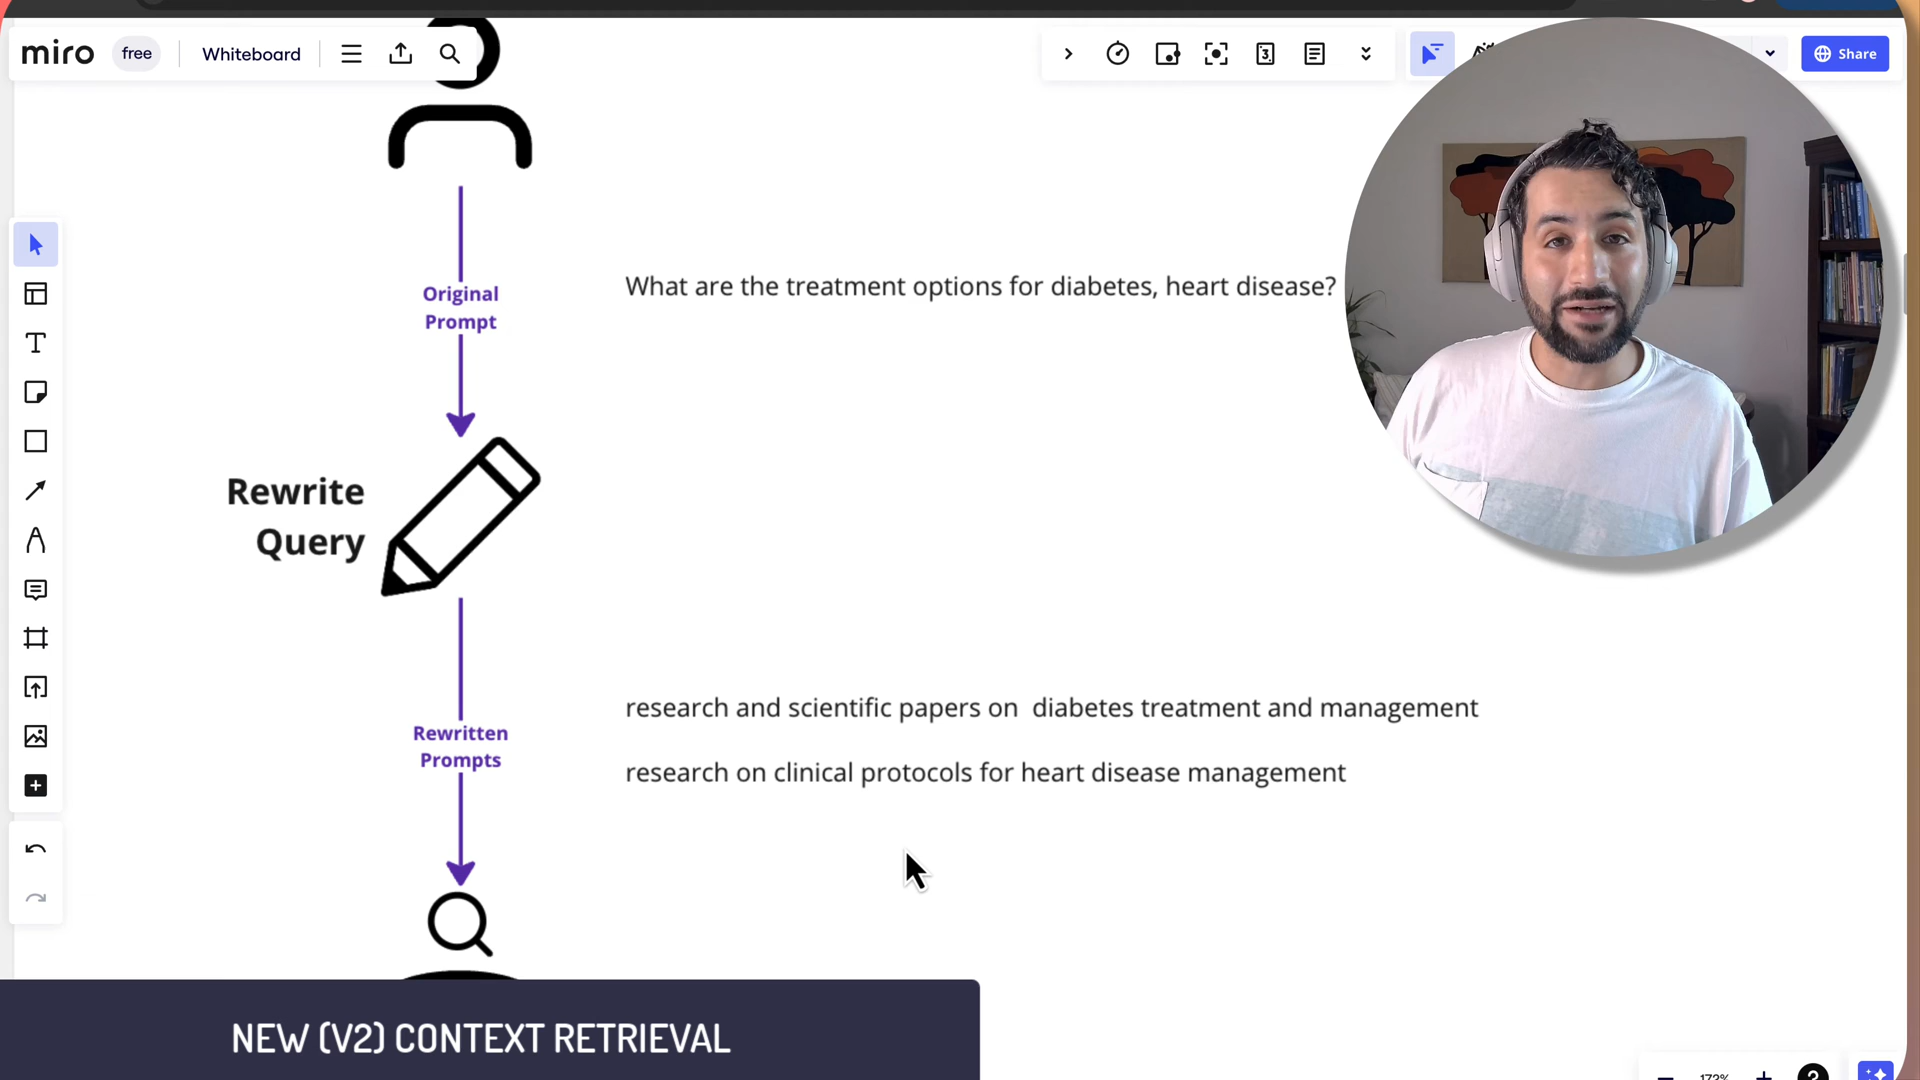 miro free Whiteboard
3
Share
Original
Prompt
What are the treatment options for diabetes, heart disease?
Rewrite
Query
Rewritten
Prompts
research and scientific papers on  diabetes treatment and management
research on clinical protocols for heart disease management
NEW (V2) CONTEXT RETRIEVAL
172%